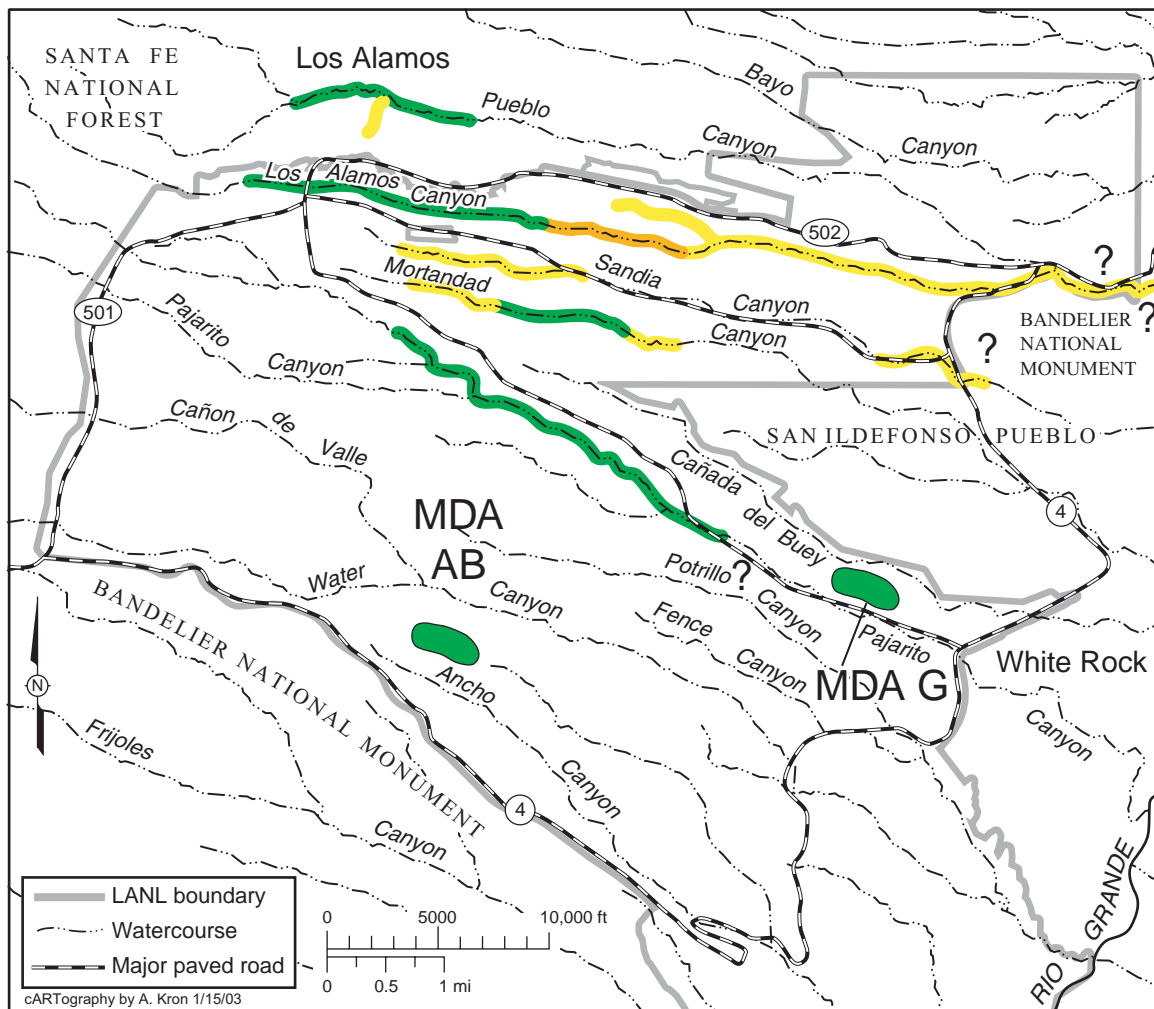 SANTA FE
NATIONAL
FOREST
Los Alamos
Pueblo
Canyon
Bayo
Canyon
Los Alamos
Canyon
502
Sandia
Canyon
Mortandad
Canyon
?
?
?
BANDELIER
NATIONAL
MONUMENT
501
Pajarito
Canyon
Cañon
de
Valle
SAN ILDEFONSO PUEBLO
Cañada
del Buey
4
MDA
AB
Water
Canyon
Potrillo
?
Canyon
Fence
Canyon
Pajarito
MDA G
White Rock
Canyon
BANDELIER NATIONAL MONUMENT
Ancho
Canyon
N
Frijoles
Canyon
4
RIO GRANDE
LANL boundary
Watercourse
Major paved road
0 5000 10,000 ft
0 0.5 1 mi
cARTography by A. Kron 1/15/03